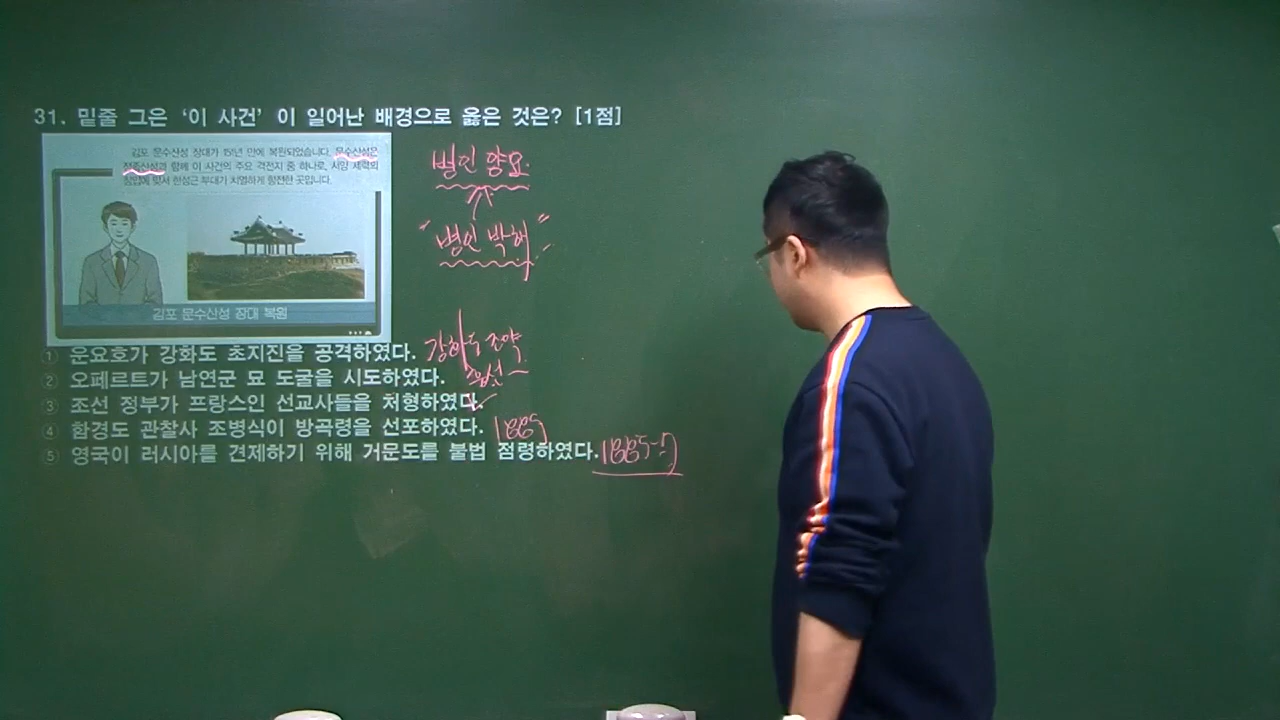 31. 밑줄 그은 '이 사건' 이 일어난 배경으로 옳은 것은? [1점]
김포 문수산성 장대가 151년 만에 복원되었습니다. 문수산성은
정족산성과 함께 이 사건의 주요 격전지 중 하나로, 서양 세력의
침입에 맞서 한성근 부대가 치열하게 항전한 곳입니다.
김포 문수산성 장대 복원
병인양요
"병인박해"
① 운요호가 강화도 초지진을 공격하였다. 강화도 조약
② 오페르트가 남연군 묘 도굴을 시도하였다.
③ 조선 정부가 프랑스인 선교사들을 처형하였다.
④ 함경도 관찰사 조병식이 방곡령을 선포하였다. 1889
⑤ 영국이 러시아를 견제하기 위해 거문도를 불법 점령하였다. 1885-7